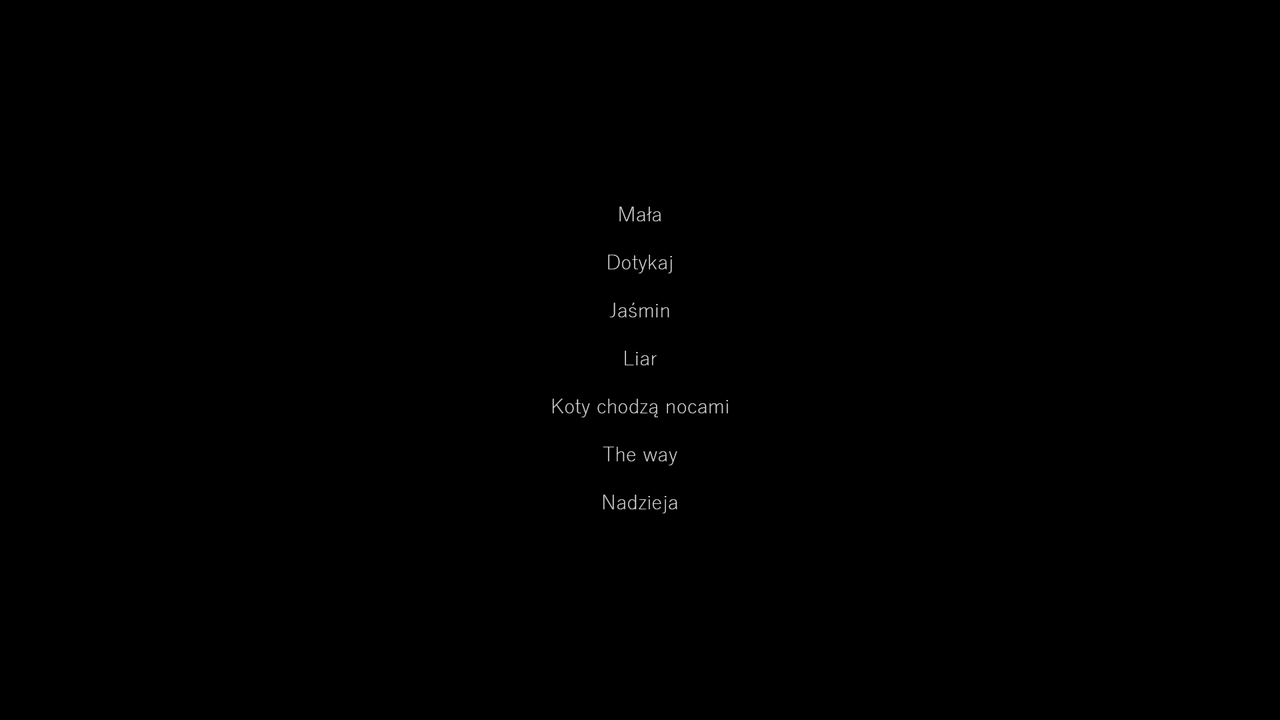 Mała
Dotykaj
Jaśmin
Liar
Koty chodzą nocami
The way
Nadzieja